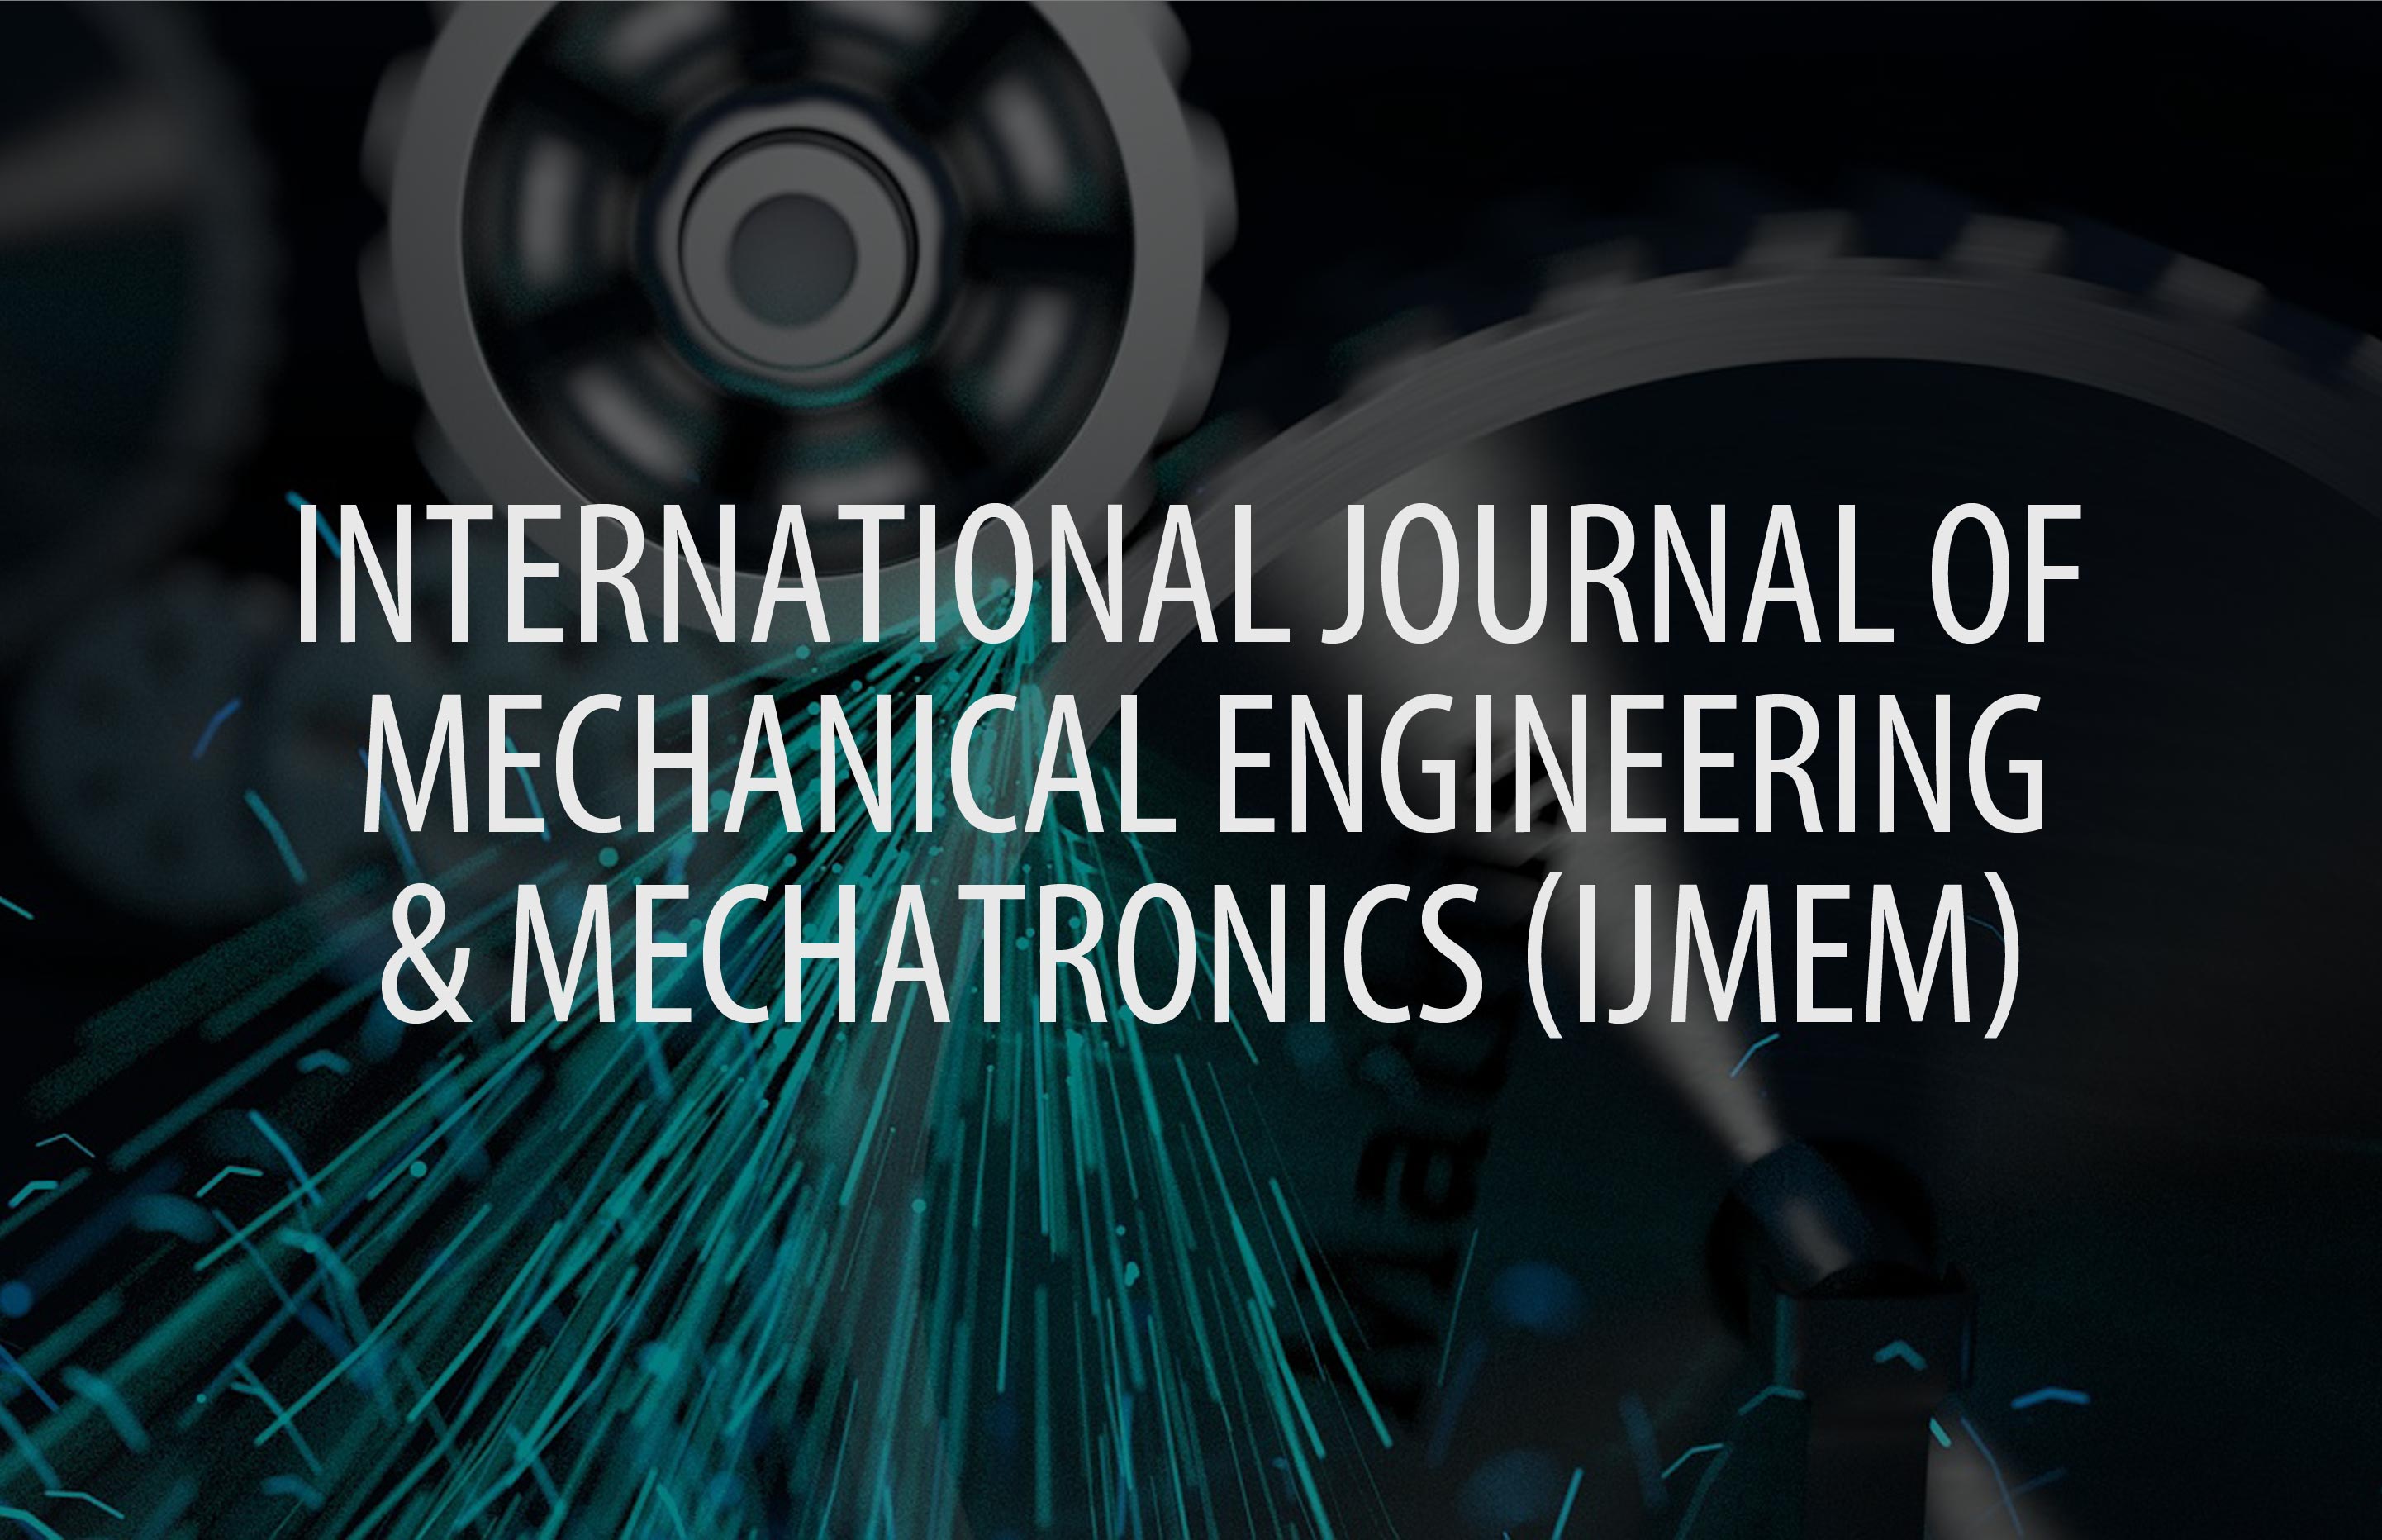 INTERNATIONAL JOURNAL OF
MECHANICAL ENGINEERING
& MECHATRONICS (IJMEM)